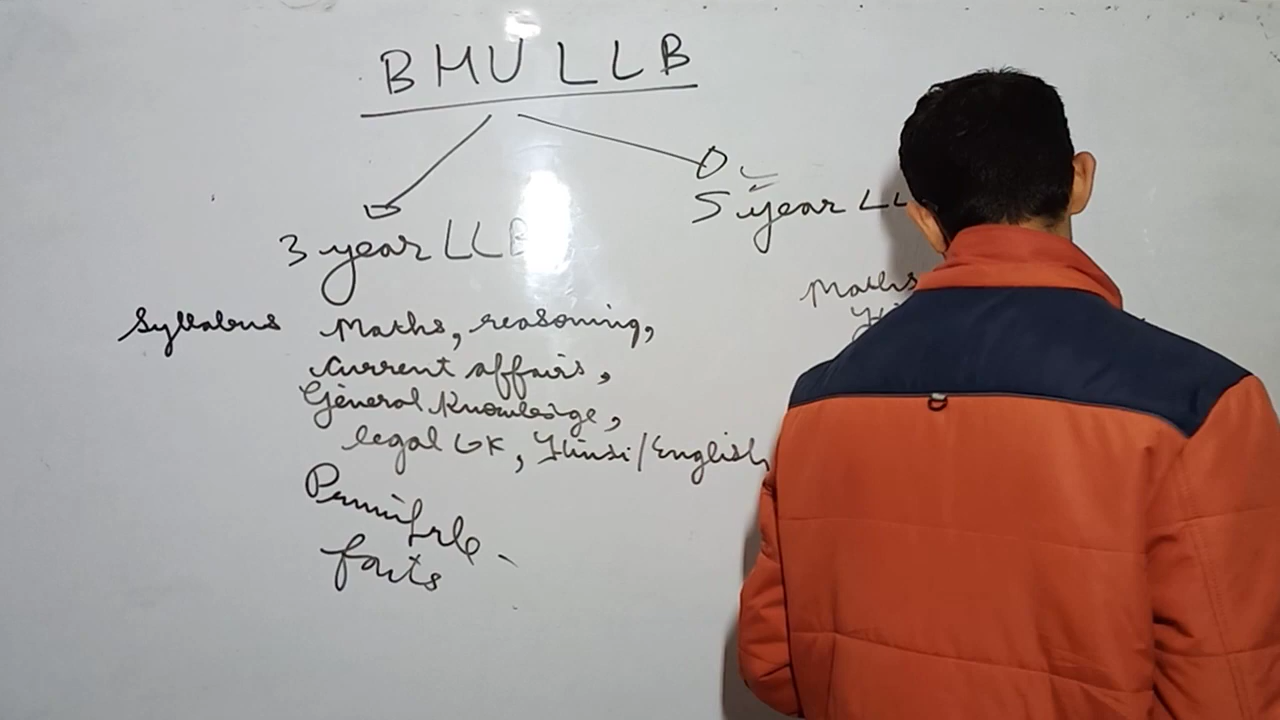 BHU LLB
3 year LLB
5 year LL
Syllabus Maths, reasoning,
current affairs,
General Knowledge,
legal GK, Hindi/English
facts
Maths